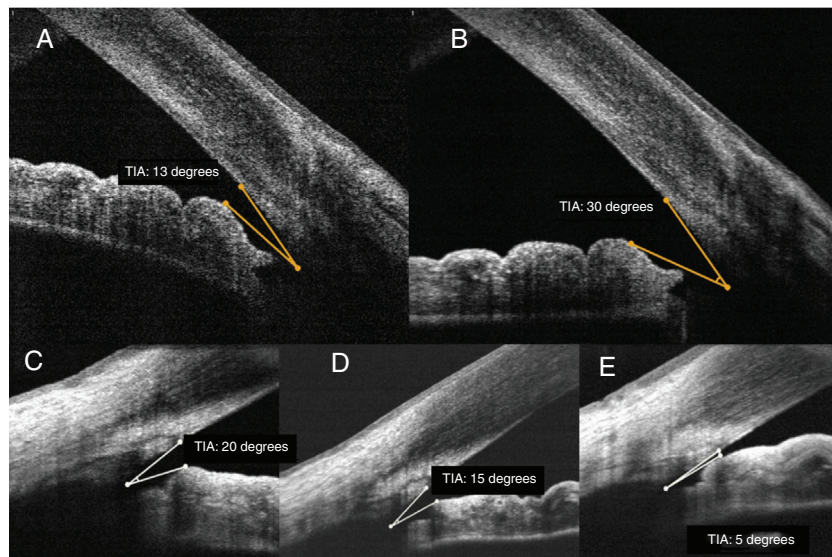 A
B
TIA: 13 degrees
TIA: 30 degrees
C
D
E
TIA: 20 degrees
TIA: 15 degrees
TIA: 5 degrees